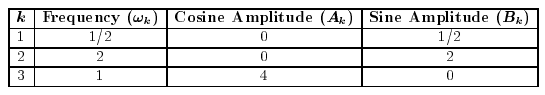 k Frequency (ωₖ) Cosine Amplitude (Aₖ) Sine Amplitude (Bₖ)
1 1/2 0 1/2
2 2 0 2
3 1 4 0